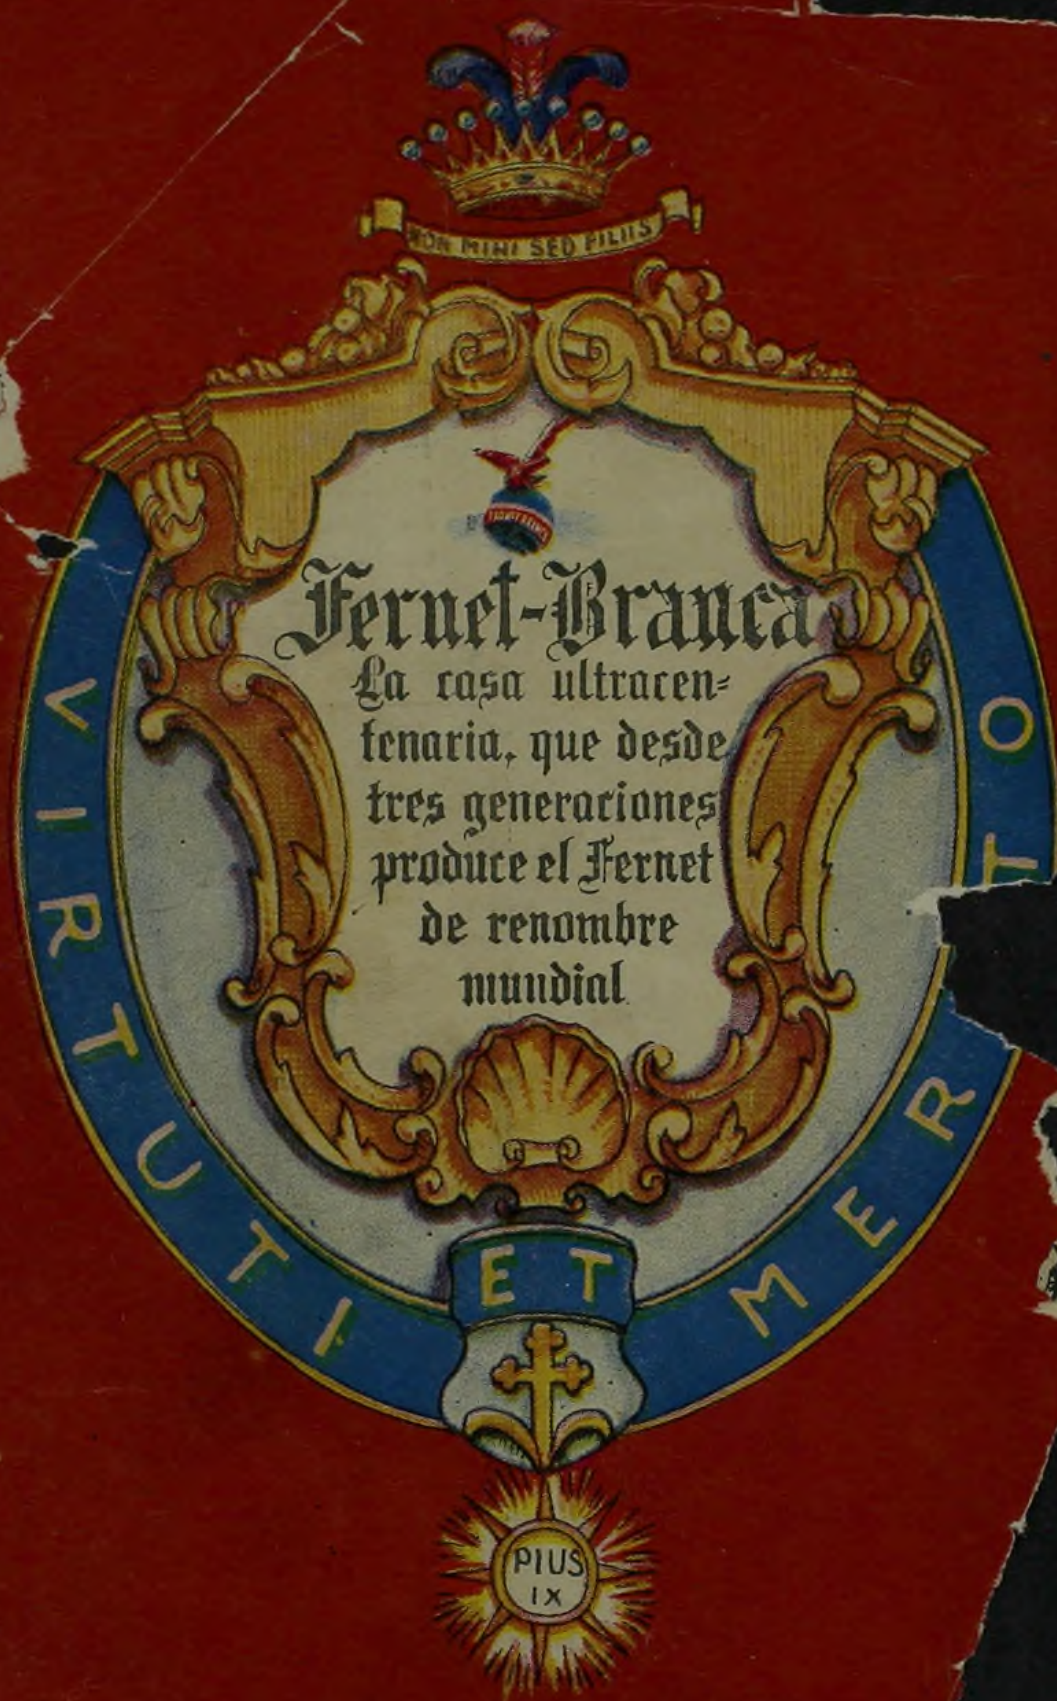 NON MIHI SED FILIIS
Fernet-Branca
La casa ultracen=
tenaria, que desde
tres generaciones
produce el Fernet
de renombre
mundial
VIRTUTI ET MERTO
PIUS
IX